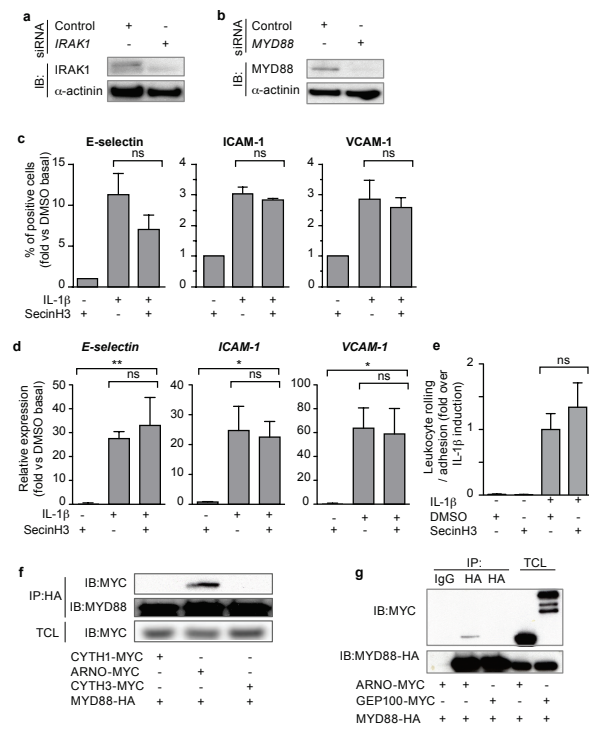 a
siRNA
Control + -
IRAK1 - +
IB:
IRAK1
α-actinin
b
siRNA
Control + -
MYD88 - +
IB:
MYD88
α-actinin
c
E-selectin ICAM-1 VCAM-1
ns ns ns
% of positive cells
(fold vs DMSO basal)
15 10 5 0
4 3 2 1 0
4 3 2 1 0
IL-1β - + + - + + - + +
SecinH3 + - + + - + + - +
d
E-selectin ICAM-1 VCAM-1
** * *
ns ns ns
Relative expression
(fold vs DMSO basal)
50 40 30 20 10 0
40 30 20 10 0
100 80 60 40 20 0
IL-1β - + + - + + - + +
SecinH3 + - + + - + + - +
e
ns
Leukocyte rolling
/ adhesion (fold over
IL-1β induction)
2 1 0
IL-1β - - + +
DMSO + - + -
SecinH3 - + - +
f
IP:HA
IB:MYC
IB:MYD88
TCL IB:MYC
CYTH1-MYC + - -
ARNO-MYC - + -
CYTH3-MYC - - +
MYD88-HA + + +
g
IP: TCL
IgG HA HA
IB:MYC
IB:MYD88-HA
ARNO-MYC + + - + -
GEP100-MYC - - + - +
MYD88-HA + + + + +